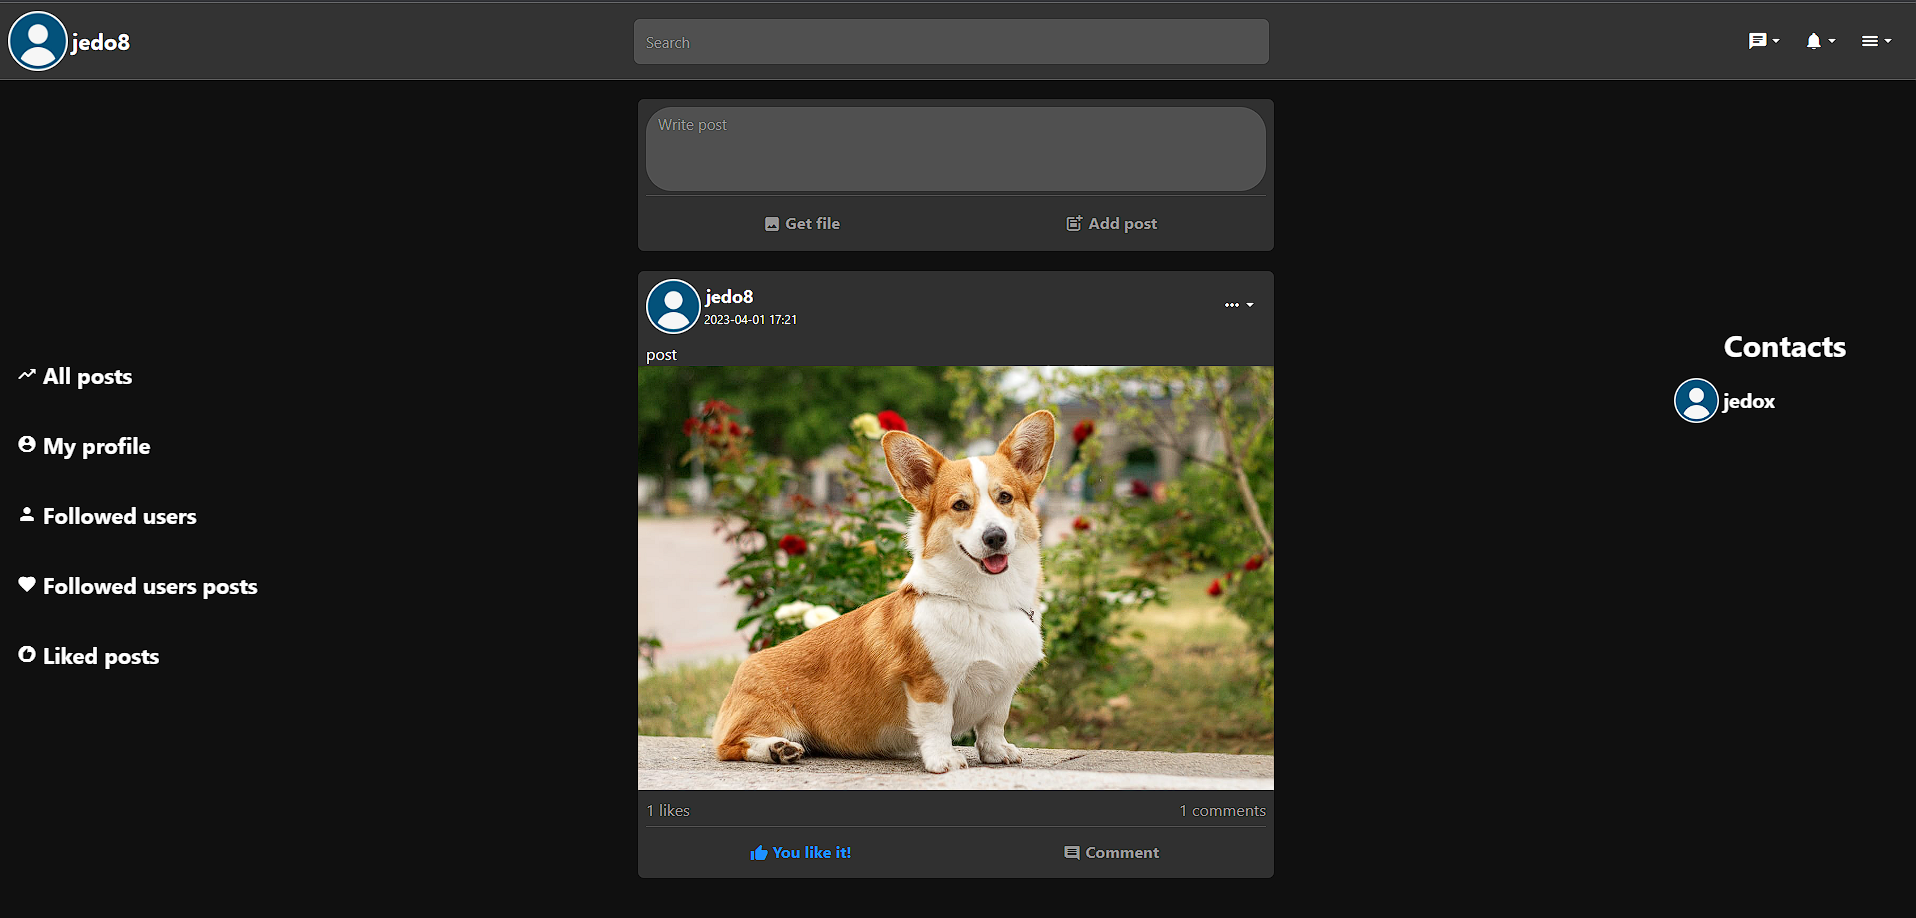 jedo8
Search
Write post
Get file
Add post
jedo8
2023-04-01 17:21
post
1 likes
1 comments
You like it!
Comment
All posts
My profile
Followed users
Followed users posts
Liked posts
Contacts
jedox